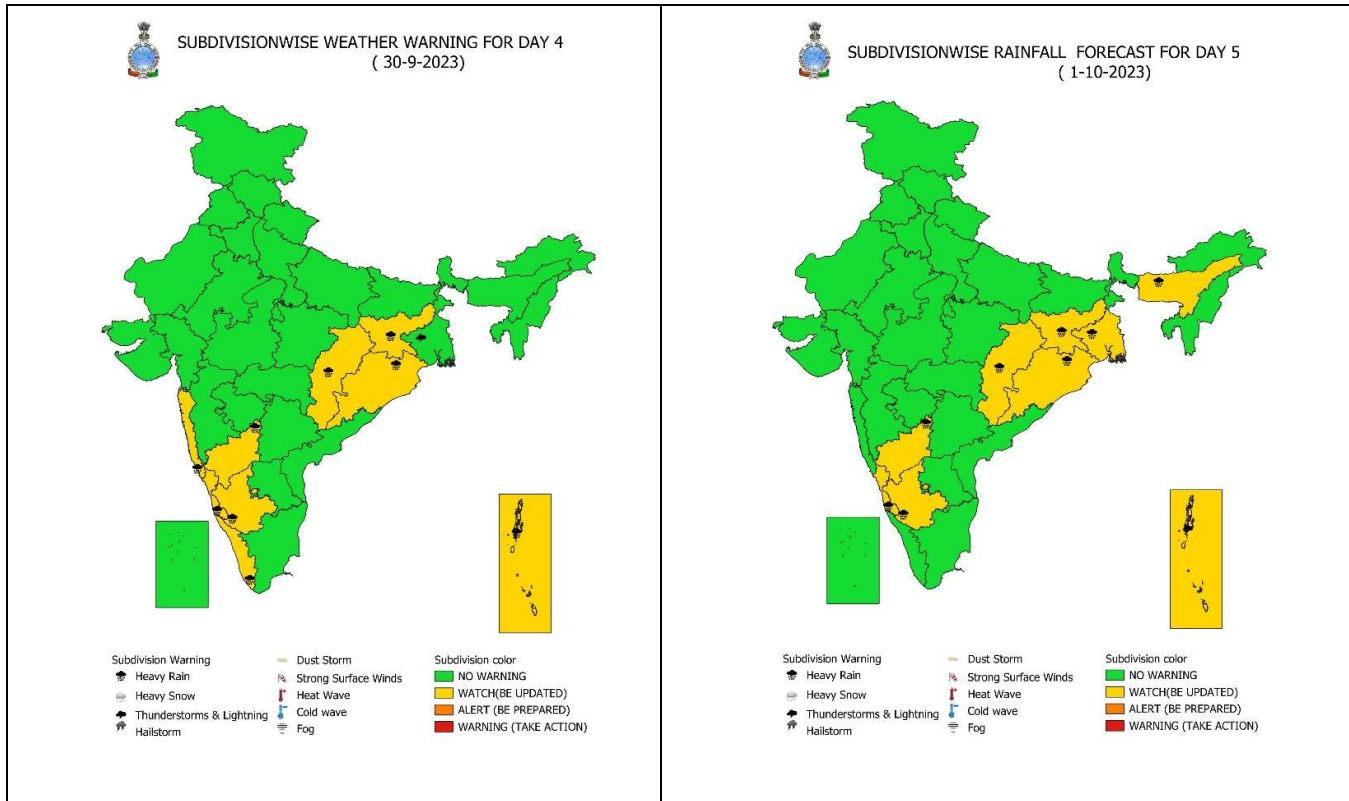 SUBDIVISIONWISE WEATHER WARNING FOR DAY 4
( 30-9-2023)
Subdivision Warning
Heavy Rain
Heavy Snow
Thunderstorms & Lightning
Hailstorm
Dust Storm
Strong Surface Winds
Heat Wave
Cold wave
Fog
Subdivision color
NO WARNING
WATCH(BE UPDATED)
ALERT (BE PREPARED)
WARNING (TAKE ACTION)
SUBDIVISIONWISE RAINFALL FORECAST FOR DAY 5
( 1-10-2023)
Subdivision Warning
Heavy Rain
Heavy Snow
Thunderstorms & Lightning
Hailstorm
Dust Storm
Strong Surface Winds
Heat Wave
Cold wave
Fog
Subdivision color
NO WARNING
WATCH(BE UPDATED)
ALERT (BE PREPARED)
WARNING (TAKE ACTION)